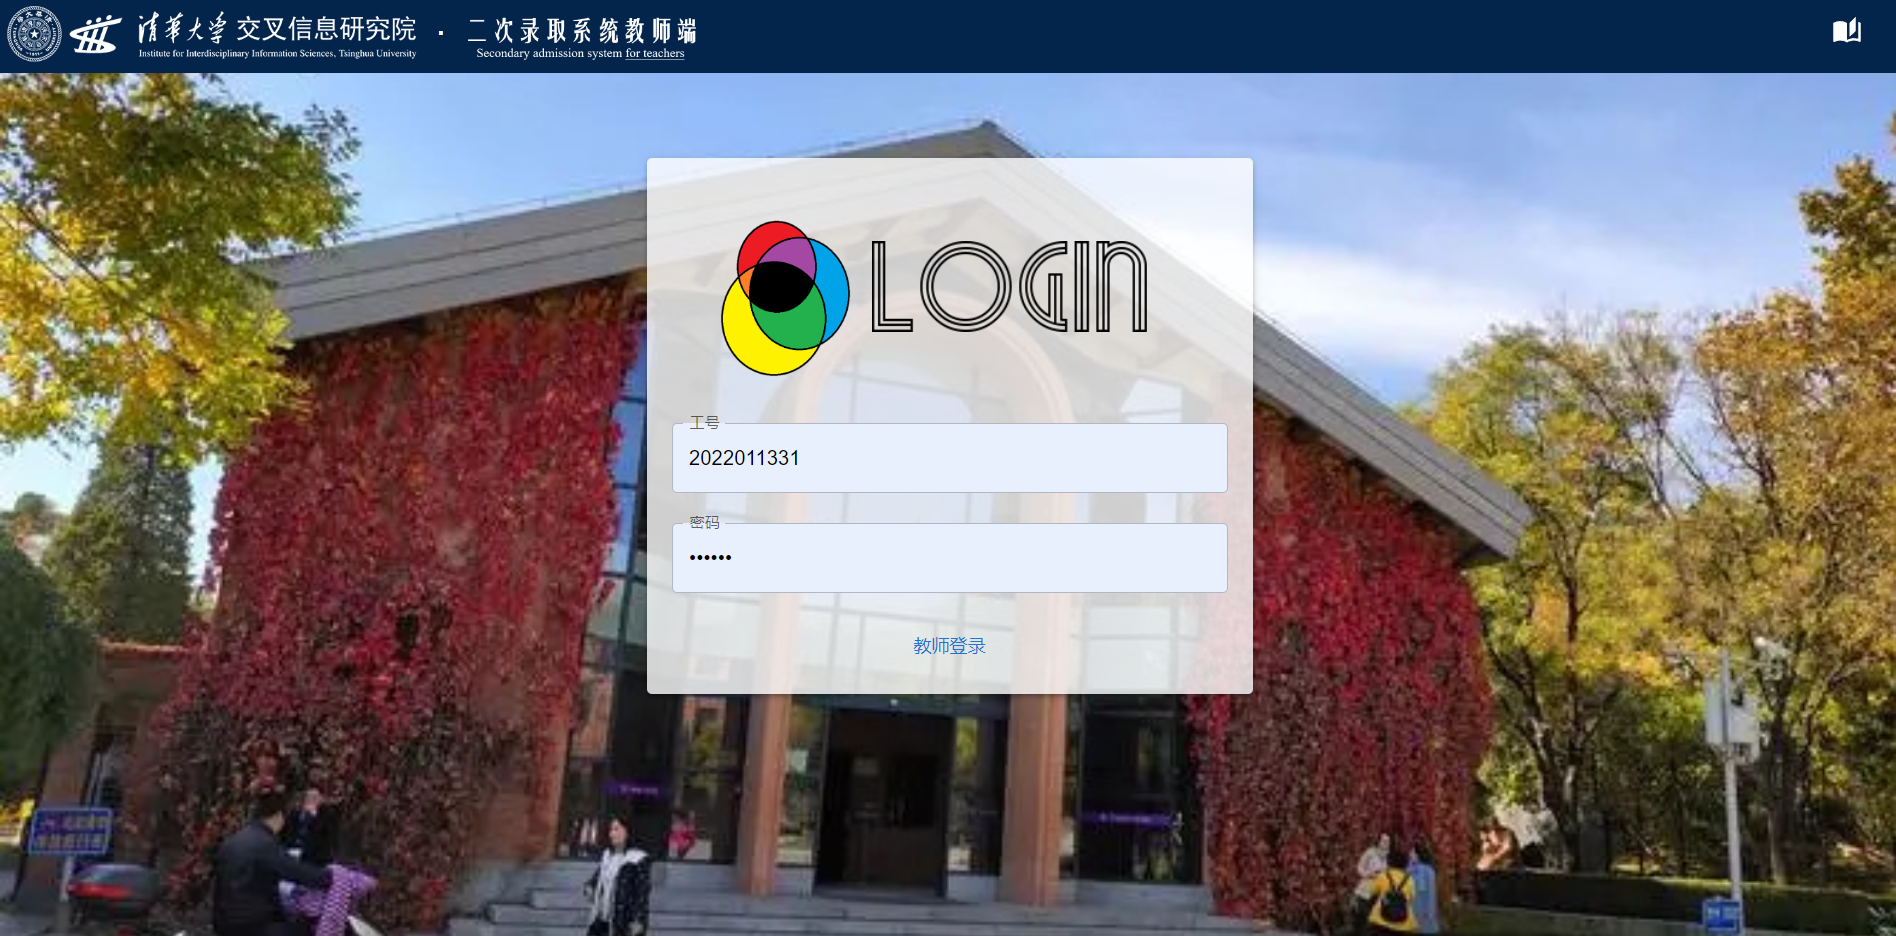 清华大学 交叉信息研究院 · 二次录取系统教师端
Institute for Interdisciplinary Information Sciences, Tsinghua University
Secondary admission system for teachers
LOGIN
工号
2022011331
密码
••••••
教师登录